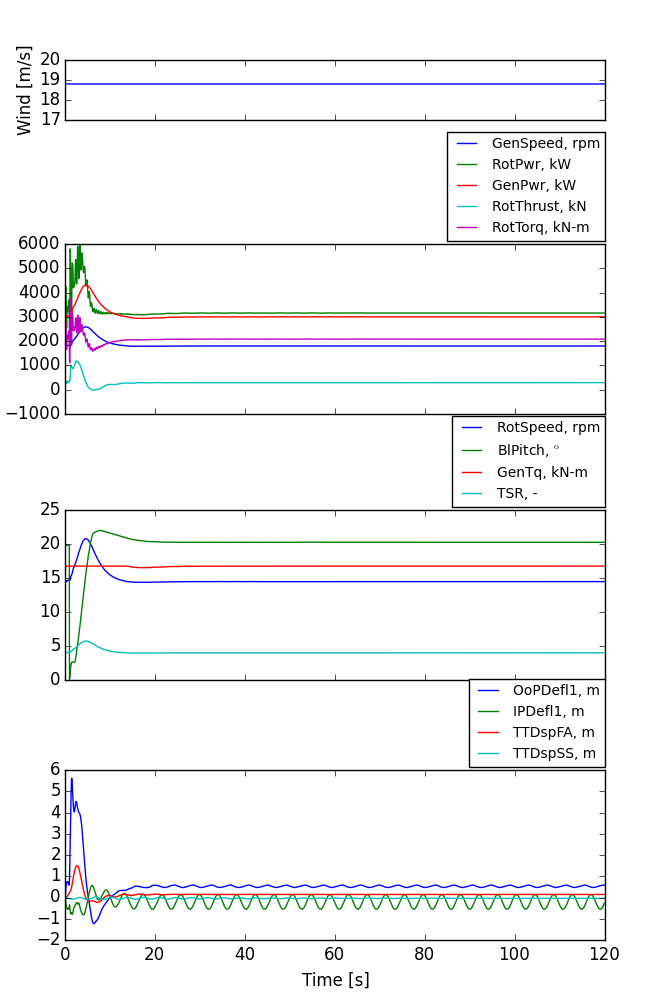 Wind [m/s]
20
19
18
17
GenSpeed, rpm
RotPwr, kW
GenPwr, kW
RotThrust, kN
RotTorq, kN-m
6000
5000
4000
3000
2000
1000
0
−1000
RotSpeed, rpm
BlPitch, °
GenTq, kN-m
TSR, -
25
20
15
10
5
0
OoPDefl1, m
IPDefl1, m
TTDspFA, m
TTDspSS, m
6
5
4
3
2
1
0
−1
−2
0 20 40 60 80 100 120
Time [s]